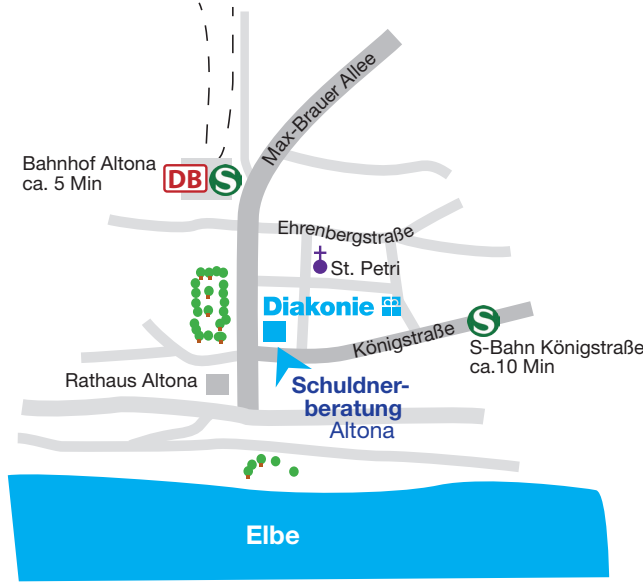 Max-Brauer Allee
Bahnhof Altona
ca. 5 Min
DB
S
Ehrenbergstraße
St. Petri
Diakonie
Königstraße
S
S-Bahn Königstraße
ca.10 Min
Rathaus Altona
Schuldner-
beratung
Altona
Elbe